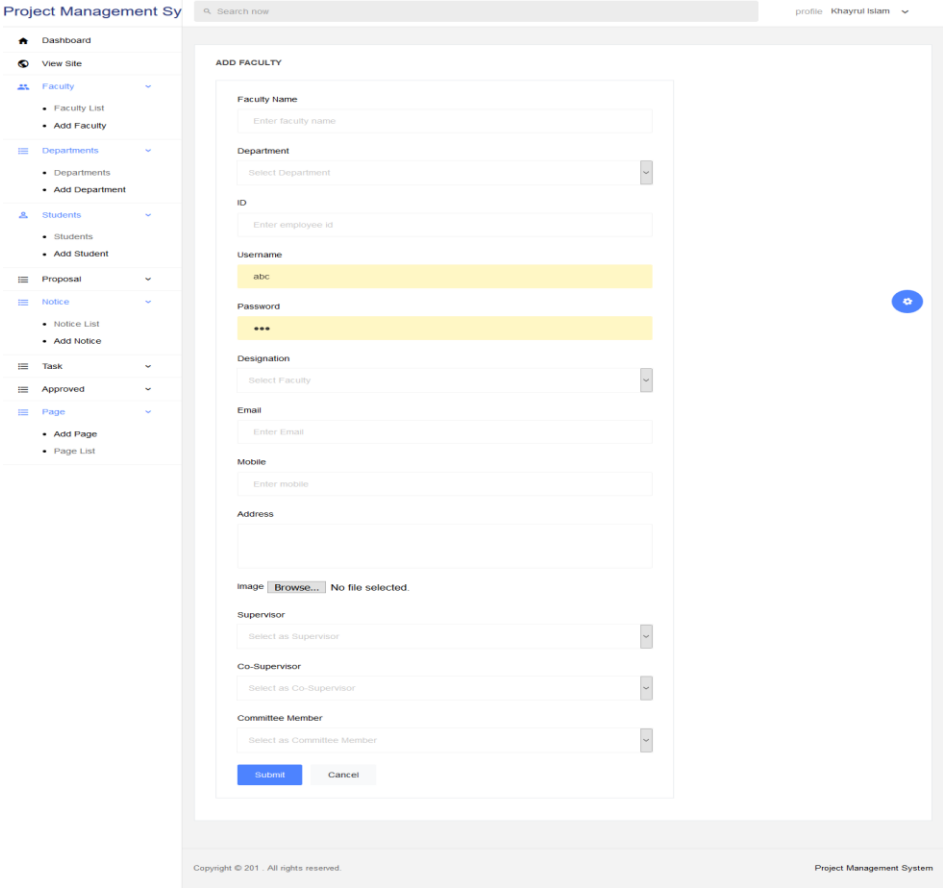 Project Management Sy
Search now
profile Khayrul Islam
Dashboard
View Site
Faculty
Faculty List
Add Faculty
Departments
Departments
Add Department
Students
Students
Add Student
Proposal
Notice
Notice List
Add Notice
Task
Approved
Page
Add Page
Page List
ADD FACULTY
Faculty Name
Enter faculty name
Department
Select Department
ID
Enter employee id
Username
abc
Password
●●●
Designation
Select Faculty
Email
Enter Email
Mobile
Enter mobile
Address
Image Browse... No file selected.
Supervisor
Select as Supervisor
Co-Supervisor
Select as Co-Supervisor
Committee Member
Select as Committee Member
Submit Cancel
Copyright © 201 . All rights reserved. Project Management System